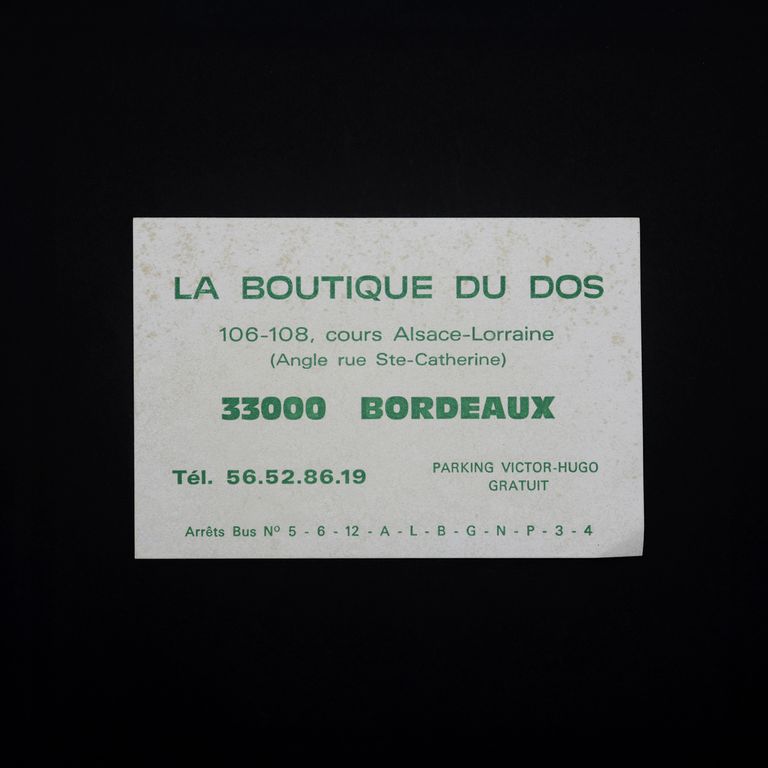 LA BOUTIQUE DU DOS
106-108, cours Alsace-Lorraine
(Angle rue Ste-Catherine)
33000 BORDEAUX
Tél. 56.52.86.19
PARKING VICTOR-HUGO
GRATUIT
Arrêts Bus Nº 5 - 6 - 12 - A - L - B - G - N - P - 3 - 4